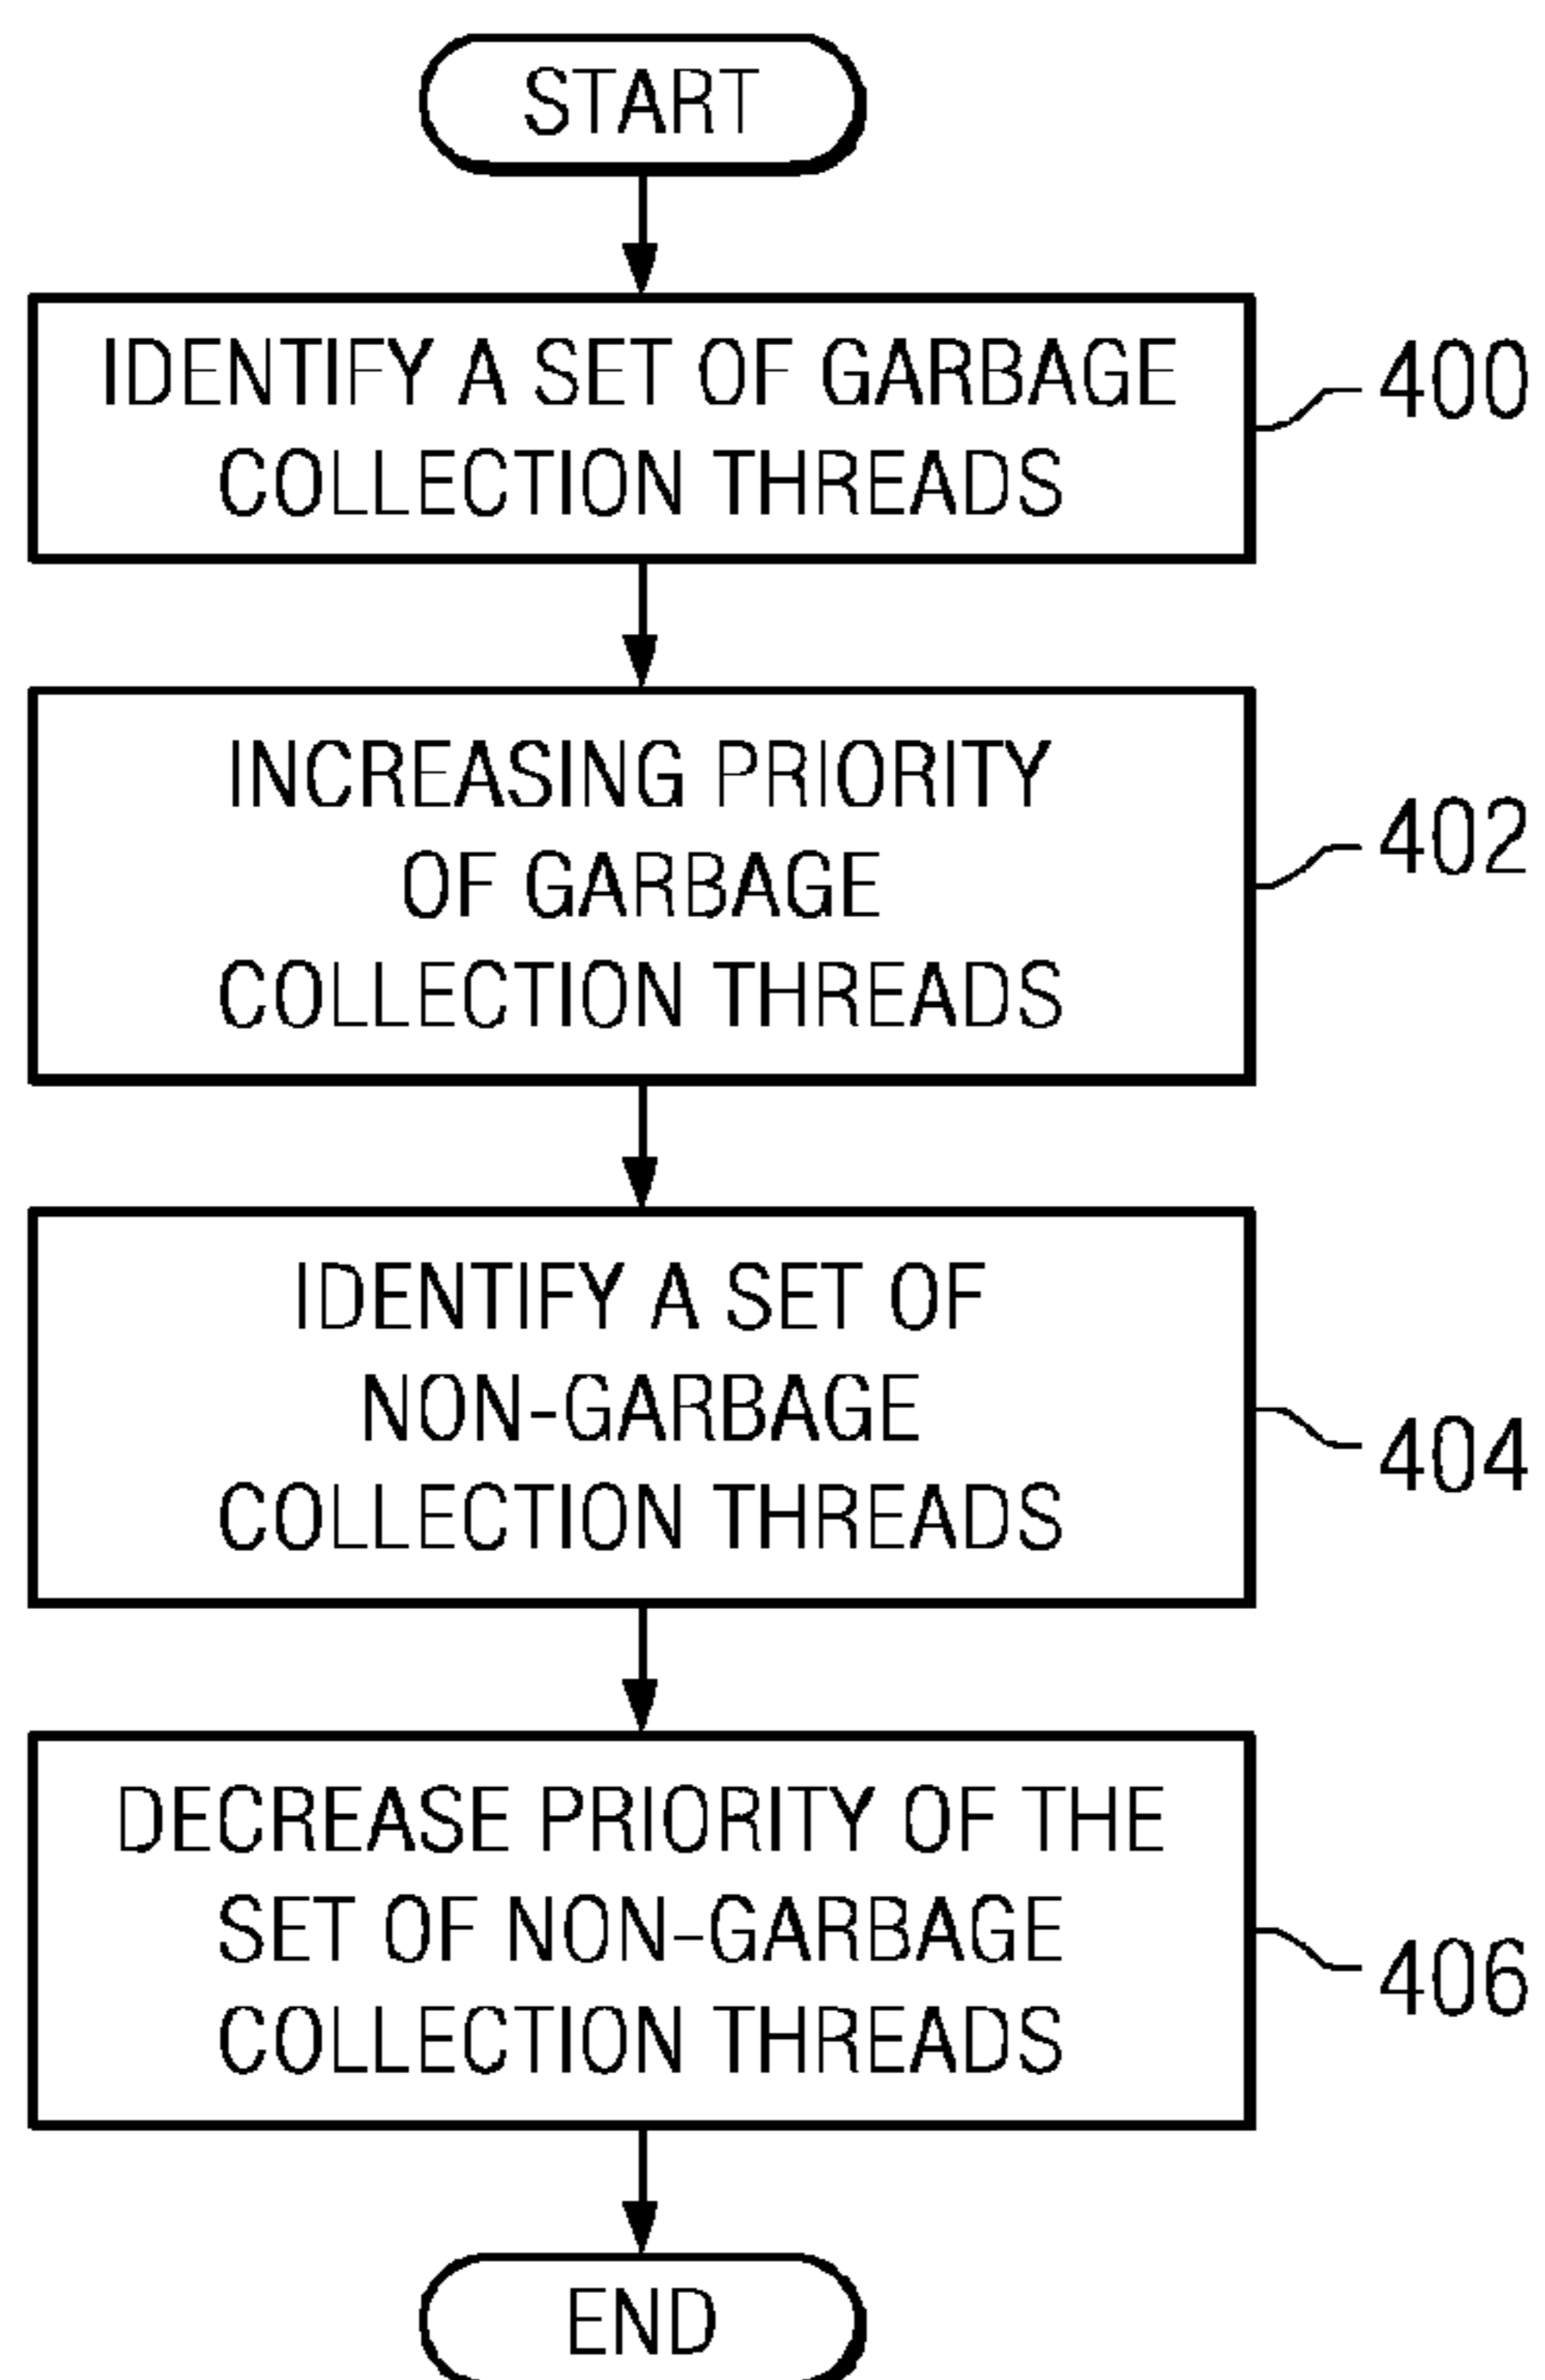 START
IDENTIFY A SET OF GARBAGE
COLLECTION THREADS
400
INCREASING PRIORITY
OF GARBAGE
COLLECTION THREADS
402
IDENTIFY A SET OF
NON-GARBAGE
COLLECTION THREADS
404
DECREASE PRIORITY OF THE
SET OF NON-GARBAGE
COLLECTION THREADS
406
END